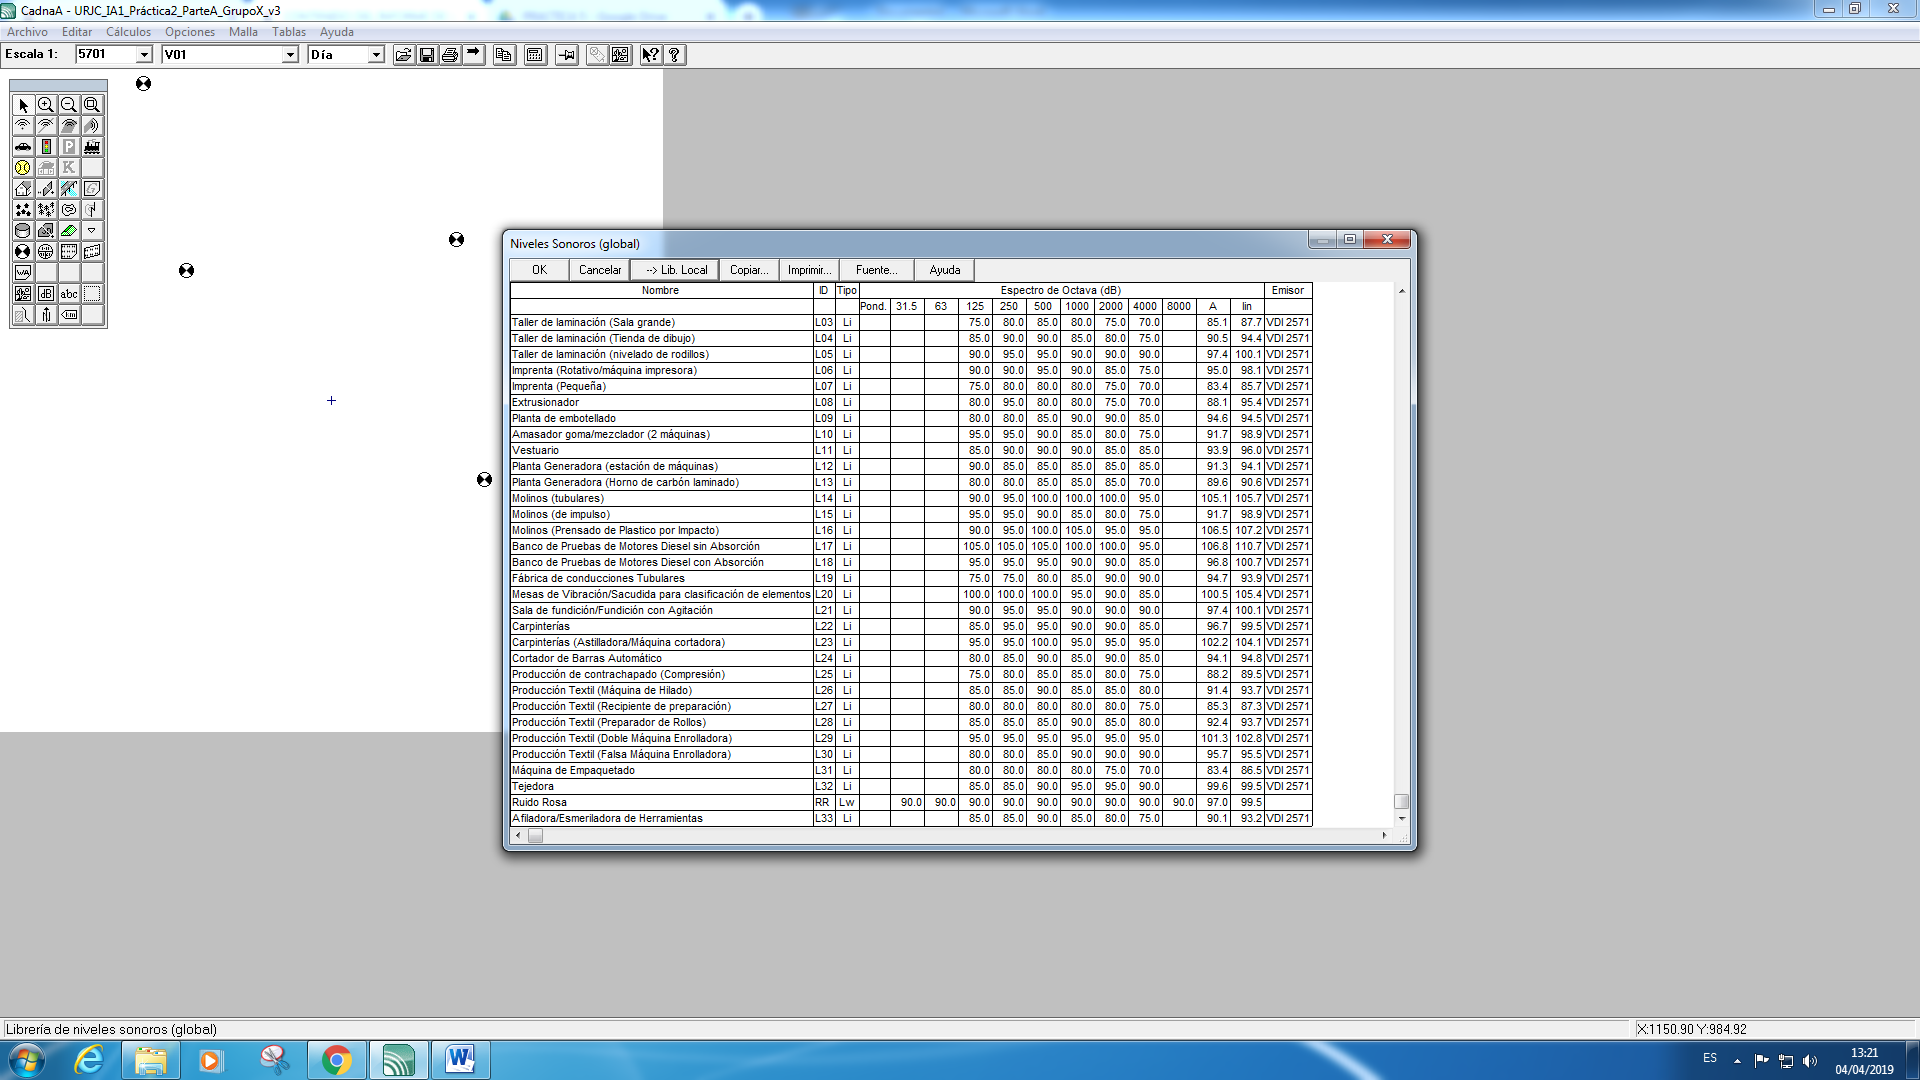 CadnaA - URJC_IA1_Práctica2_ParteA_GrupoX_v3
Archivo Editar Cálculos Opciones Malla Tablas Ayuda
Escala 1: 5701 V01 Día
Niveles Sonoros (global)
OK Cancelar --> Lib. Local Copiar... Imprimir... Fuente... Ayuda
Nombre ID Tipo Espectro de Octava (dB) Emisor
Pond. 31.5 63 125 250 500 1000 2000 4000 8000 A lin
Taller de laminación (Sala grande) L03 Li 75.0 80.0 85.0 80.0 75.0 70.0 85.1 87.7 VDI 2571
Taller de laminación (Tienda de dibujo) L04 Li 85.0 90.0 90.0 85.0 80.0 75.0 90.5 94.4 VDI 2571
Taller de laminación (nivelado de rodillos) L05 Li 90.0 95.0 95.0 90.0 90.0 90.0 97.4 100.1 VDI 2571
Imprenta (Rotativo/máquina impresora) L06 Li 90.0 90.0 95.0 90.0 85.0 75.0 95.0 98.1 VDI 2571
Imprenta (Pequeña) L07 Li 75.0 80.0 80.0 80.0 75.0 70.0 83.4 85.7 VDI 2571
Extrusionador L08 Li 80.0 95.0 80.0 80.0 75.0 70.0 88.1 95.4 VDI 2571
Planta de embotellado L09 Li 80.0 80.0 85.0 90.0 90.0 85.0 94.6 94.5 VDI 2571
Amasador goma/mezclador (2 máquinas) L10 Li 95.0 95.0 90.0 85.0 80.0 75.0 91.7 98.9 VDI 2571
Vestuario L11 Li 85.0 90.0 90.0 90.0 85.0 85.0 93.9 96.0 VDI 2571
Planta Generadora (estación de máquinas) L12 Li 90.0 85.0 85.0 85.0 85.0 85.0 91.3 94.1 VDI 2571
Planta Generadora (Horno de carbón laminado) L13 Li 80.0 80.0 85.0 85.0 85.0 70.0 89.6 90.6 VDI 2571
Molinos (tubulares) L14 Li 90.0 95.0 100.0 100.0 100.0 95.0 105.1 105.7 VDI 2571
Molinos (de impulso) L15 Li 95.0 95.0 90.0 85.0 80.0 75.0 91.7 98.9 VDI 2571
Molinos (Prensado de Plastico por Impacto) L16 Li 90.0 95.0 100.0 105.0 95.0 95.0 106.5 107.2 VDI 2571
Banco de Pruebas de Motores Diesel sin Absorción L17 Li 105.0 105.0 105.0 100.0 100.0 95.0 106.8 110.7 VDI 2571
Banco de Pruebas de Motores Diesel con Absorción L18 Li 95.0 95.0 95.0 90.0 90.0 85.0 96.8 100.7 VDI 2571
Fábrica de conducciones Tubulares L19 Li 75.0 75.0 80.0 85.0 90.0 90.0 94.7 93.9 VDI 2571
Mesas de Vibración/Sacudida para clasificación de elementos L20 Li 100.0 100.0 100.0 95.0 90.0 85.0 100.5 105.4 VDI 2571
Sala de fundición/Fundición con Agitación L21 Li 90.0 95.0 95.0 90.0 90.0 90.0 97.4 100.1 VDI 2571
Carpinterías L22 Li 85.0 95.0 95.0 90.0 90.0 85.0 96.7 99.5 VDI 2571
Carpinterías (Astilladora/Máquina cortadora) L23 Li 95.0 95.0 100.0 95.0 95.0 95.0 102.2 104.1 VDI 2571
Cortador de Barras Automático L24 Li 80.0 85.0 90.0 85.0 90.0 85.0 94.1 94.8 VDI 2571
Producción de contrachapado (Compresión) L25 Li 75.0 80.0 85.0 85.0 80.0 75.0 88.2 89.5 VDI 2571
Producción Textil (Máquina de Hilado) L26 Li 85.0 85.0 90.0 85.0 85.0 80.0 91.4 93.7 VDI 2571
Producción Textil (Recipiente de preparación) L27 Li 80.0 80.0 80.0 80.0 80.0 75.0 85.3 87.3 VDI 2571
Producción Textil (Preparador de Rollos) L28 Li 85.0 85.0 85.0 90.0 85.0 80.0 92.4 93.7 VDI 2571
Producción Textil (Doble Máquina Enrolladora) L29 Li 95.0 95.0 95.0 95.0 95.0 95.0 101.3 102.8 VDI 2571
Producción Textil (Falsa Máquina Enrolladora) L30 Li 80.0 80.0 85.0 90.0 90.0 90.0 95.7 95.5 VDI 2571
Máquina de Empaquetado L31 Li 80.0 80.0 80.0 80.0 75.0 70.0 83.4 86.5 VDI 2571
Tejedora L32 Li 85.0 85.0 90.0 95.0 95.0 90.0 99.6 99.5 VDI 2571
Ruido Rosa RR Lw 90.0 90.0 90.0 90.0 90.0 90.0 90.0 90.0 90.0 97.0 99.5
Afiladora/Esmeriladora de Herramientas L33 Li 85.0 85.0 90.0 85.0 80.0 75.0 90.1 93.2 VDI 2571
Librería de niveles sonoros (global) X:1150.90 Y:984.92
ES 13:21
04/04/2019